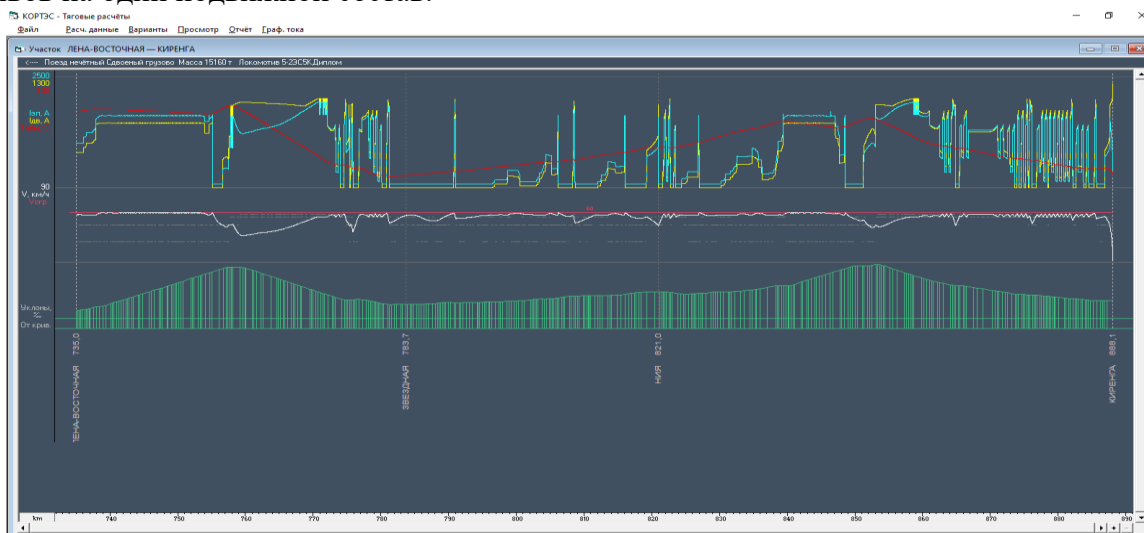 КОРТЭС - Тяговые расчёты
Файл Расч. данные Варианты Просмотр Отчёт Граф. тока
Участок ЛЕНА-ВОСТОЧНАЯ — КИРЕНГА
<--- Поезд нечётный Сдвоеный грузово Масса 15160 т Локомотив 5-2ЭС5К,Диплом
2500
1300
Iэл, А
Iдв, А
90
V, км/ч
Vогр
Уклоны, ‰
От крив.
ЛЕНА-ВОСТОЧНАЯ 735,0
ЗВЕЗДНАЯ 783,7
НИЯ 821,0
КИРЕНГА 888,1
km 740 750 760 770 780 790 800 810 820 830 840 850 860 870 880 890